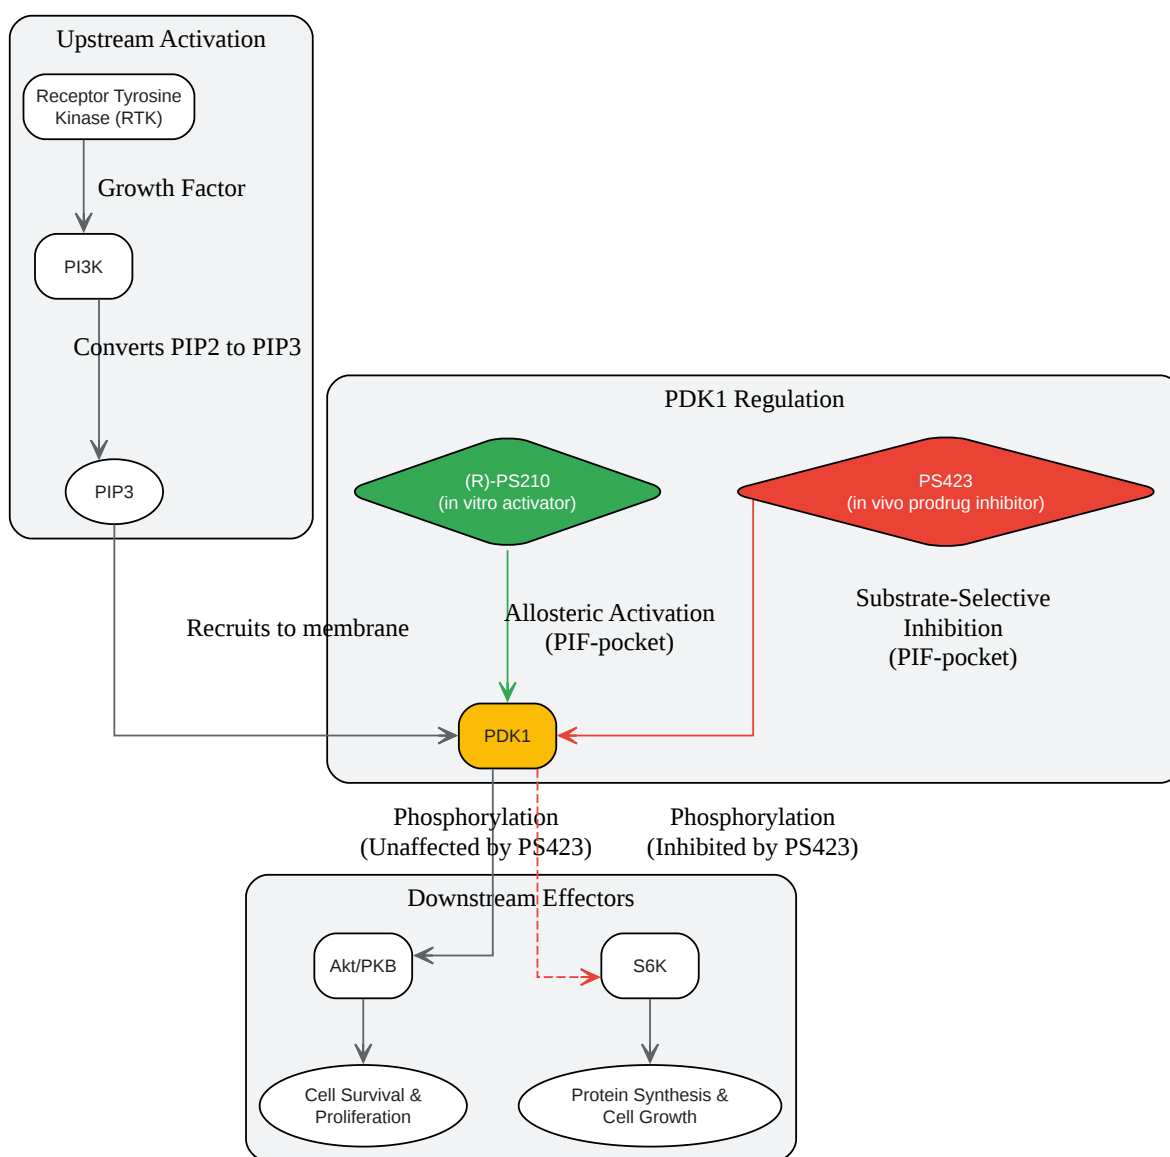 Upstream Activation
Receptor Tyrosine
Kinase (RTK)
Growth Factor
PI3K
Converts PIP2 to PIP3
PIP3
Recruits to membrane
PDK1 Regulation
(R)-PS210
(in vitro activator)
PS423
(in vivo prodrug inhibitor)
Allosteric Activation
(PIF-pocket)
Substrate-Selective
Inhibition
(PIF-pocket)
PDK1
Phosphorylation
(Unaffected by PS423)
Phosphorylation
(Inhibited by PS423)
Downstream Effectors
Akt/PKB
S6K
Cell Survival &
Proliferation
Protein Synthesis &
Cell Growth